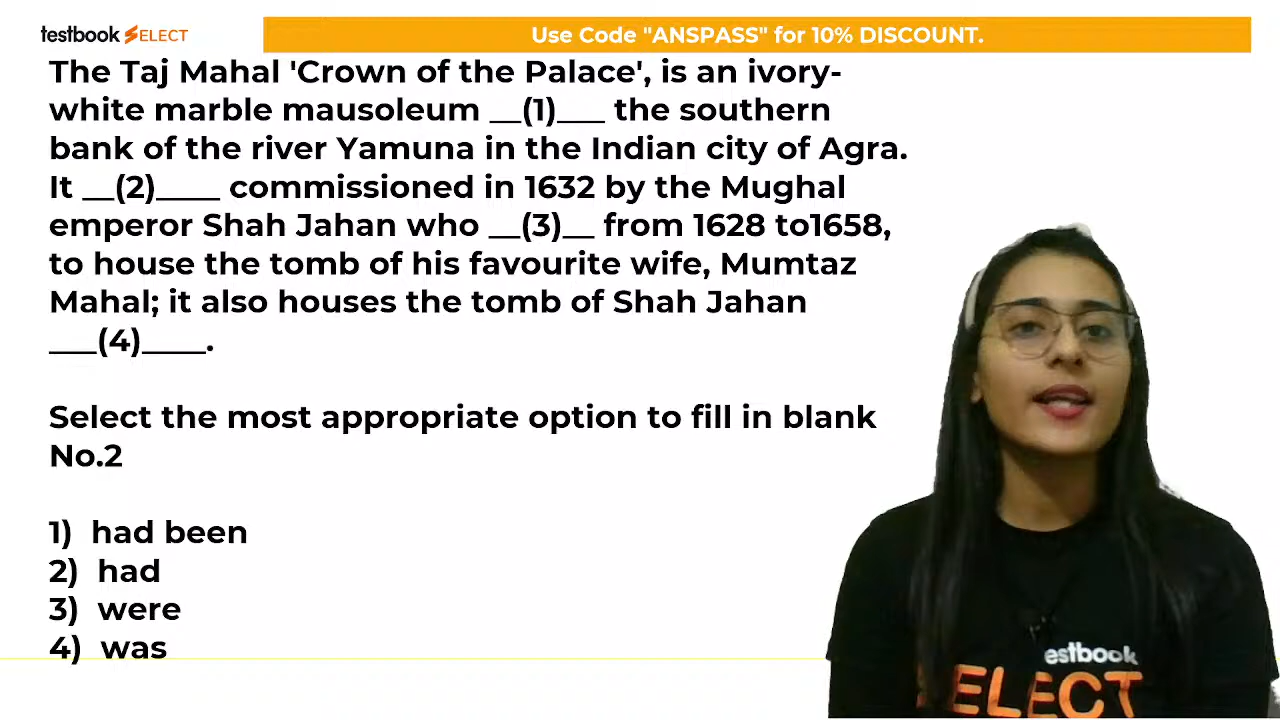 testbook SELECT
Use Code "ANSPASS" for 10% DISCOUNT.
The Taj Mahal 'Crown of the Palace', is an ivory-
white marble mausoleum __(1)___ the southern
bank of the river Yamuna in the Indian city of Agra.
It __(2)____ commissioned in 1632 by the Mughal
emperor Shah Jahan who __(3)__ from 1628 to1658,
to house the tomb of his favourite wife, Mumtaz
Mahal; it also houses the tomb of Shah Jahan
___(4)____.
Select the most appropriate option to fill in blank
No.2
1) had been
2) had
3) were
4) was
estbook
SELECT